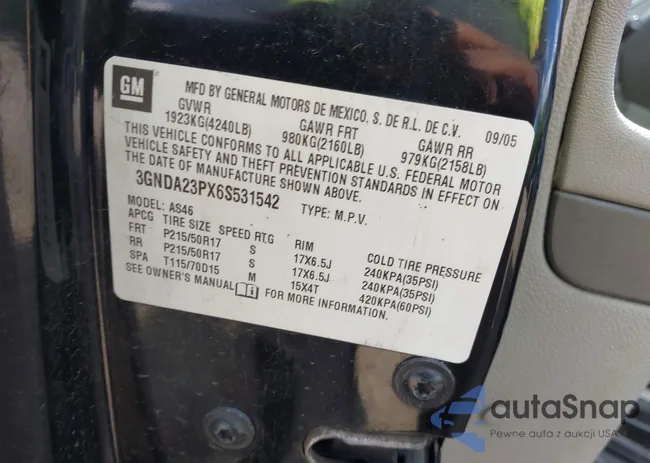 GM
MFD BY GENERAL MOTORS DE MEXICO, S. DE R.L. DE C.V. 09/05
GVWR GAWR FRT GAWR RR
1923KG(4240LB) 980KG(2160LB) 979KG(2158LB)
THIS VEHICLE CONFORMS TO ALL APPLICABLE U.S. FEDERAL MOTOR
VEHICLE SAFETY AND THEFT PREVENTION STANDARDS IN EFFECT ON
THE DATE OF MANUFACTURE SHOWN ABOVE.
3GNDA23PX6S531542 TYPE: M.P.V.
MODEL: AS46
APCG TIRE SIZE SPEED RTG RIM COLD TIRE PRESSURE
FRT P215/50R17 S 17X6.5J 240KPA(35PSI)
RR P215/50R17 S 17X6.5J 240KPA(35PSI)
SPA T115/70D15 M 15X4T 420KPA(60PSI)
SEE OWNER'S MANUAL FOR MORE INFORMATION.
autaSnap
Pewne auta z aukcji USA